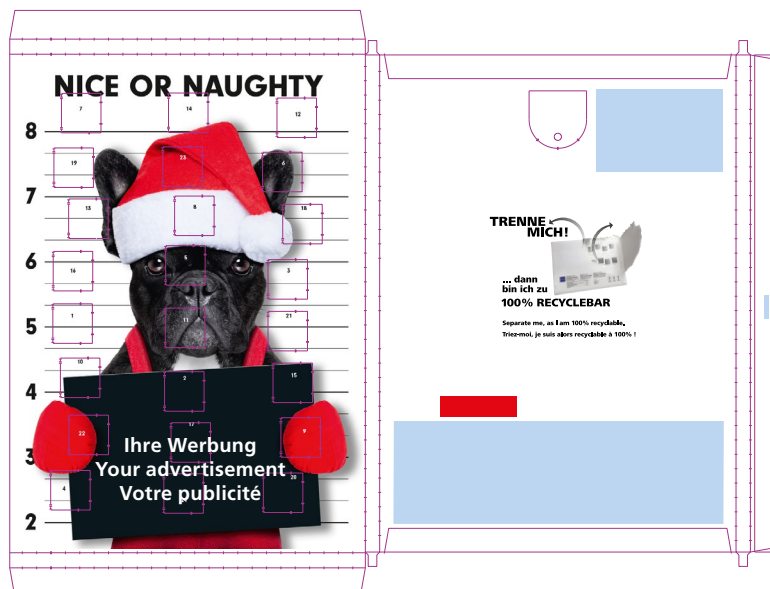 NICE OR NAUGHTY
7
14
12
8
19
23
6
7
13
8
18
6
16
5
3
5
1
11
21
10
4
2
15
3
22
17
9
Ihre Werbung
Your advertisement
Votre publicité
4
20
2
TRENNE
MICH!
... dann
bin ich zu
100% RECYCLEBAR
Separate me, as I am 100% recyclable.
Triez-moi, je suis alors recyclable à 100% !